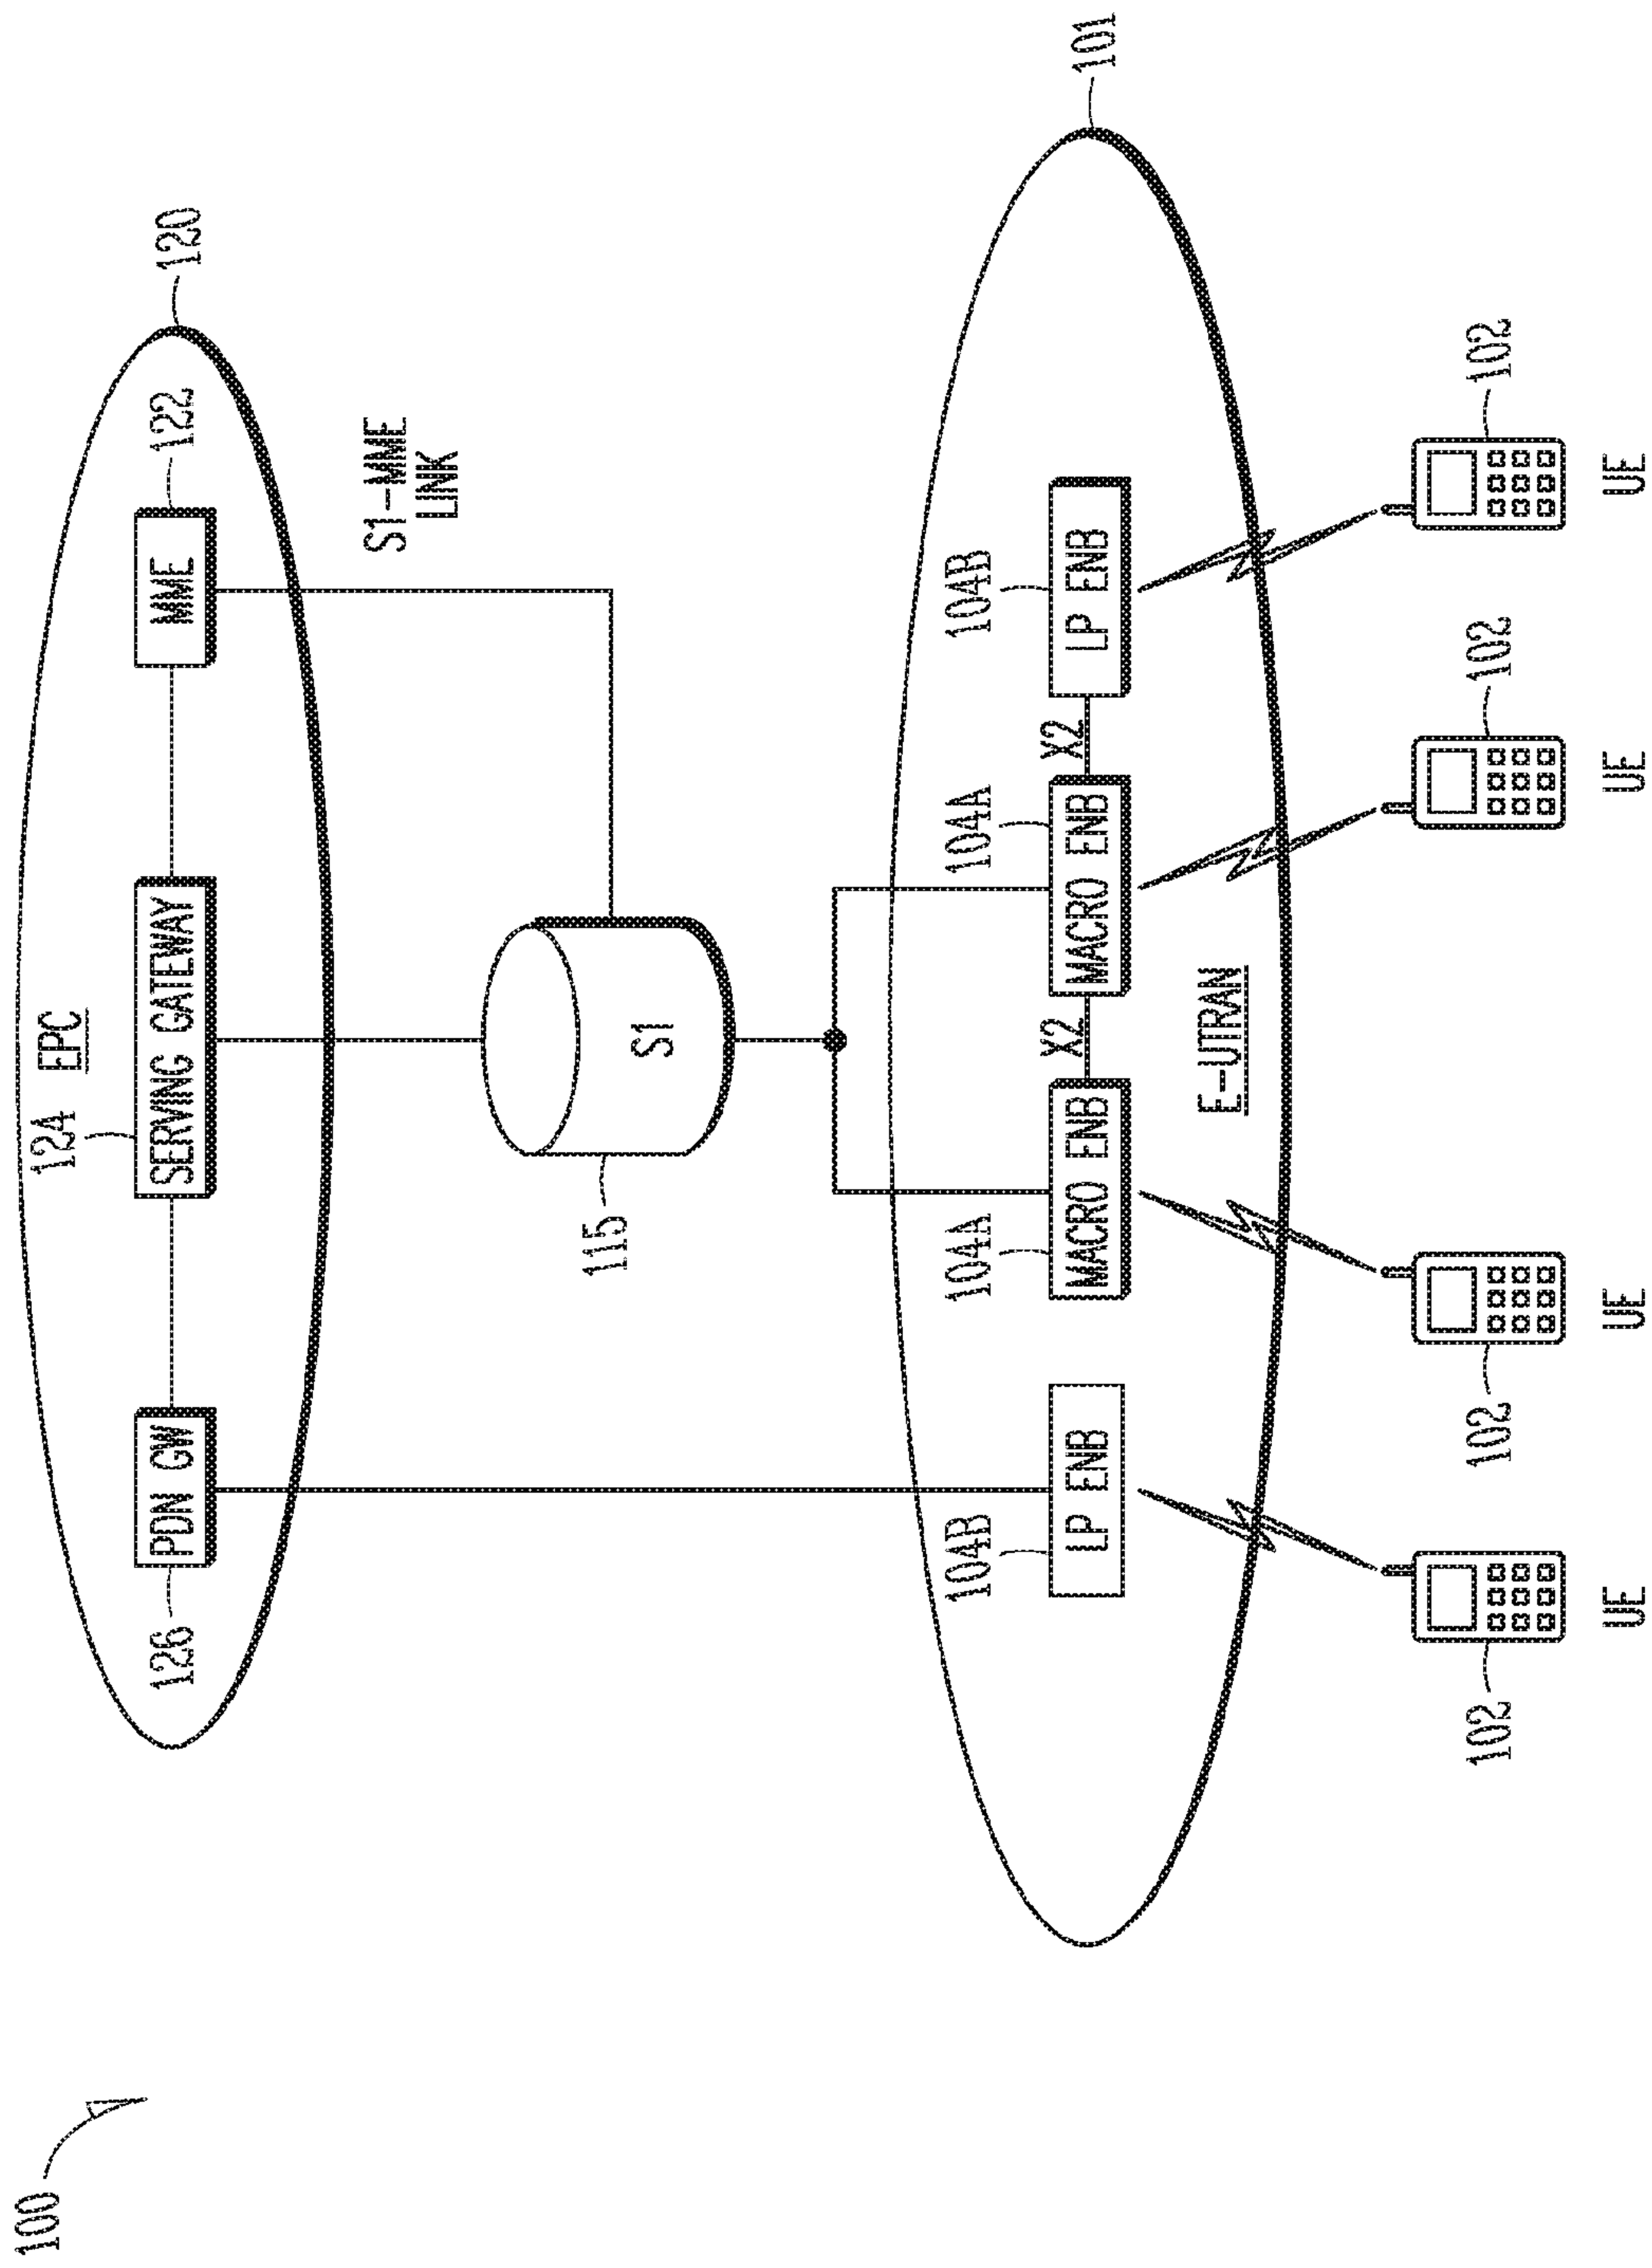 100
120
EPC
126
PDN GW
124
SERVING GATEWAY
122
MME
S1-MME
LINK
115
S1
101
104B
LP ENB
104A
MACRO ENB
X2
104A
MACRO ENB
X2
104B
LP ENB
E-UTRAN
102
UE
102
UE
102
UE
102
UE